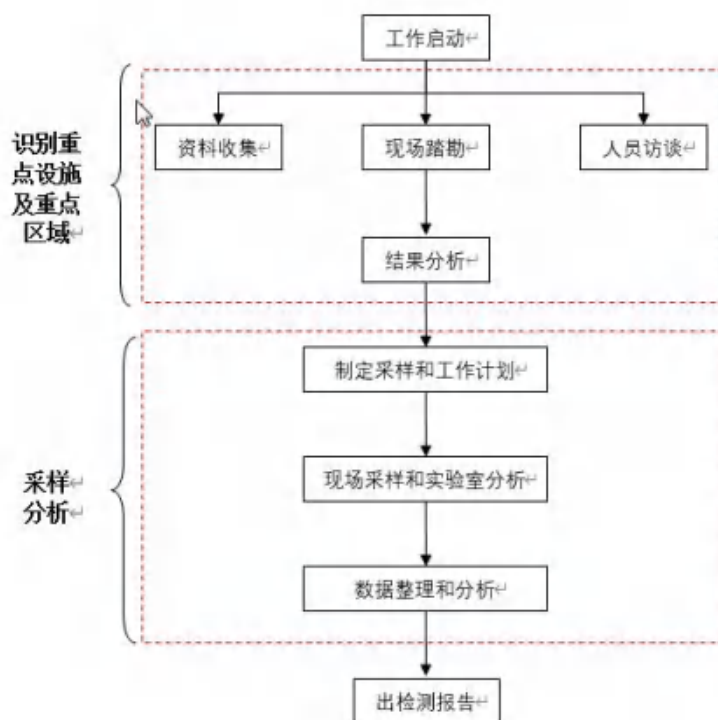 工作启动
资料收集
现场踏勘
人员访谈
识别重
点设施
及重点
区域
结果分析
制定采样和工作计划
现场采样和实验室分析
采样
分析
数据整理和分析
出检测报告